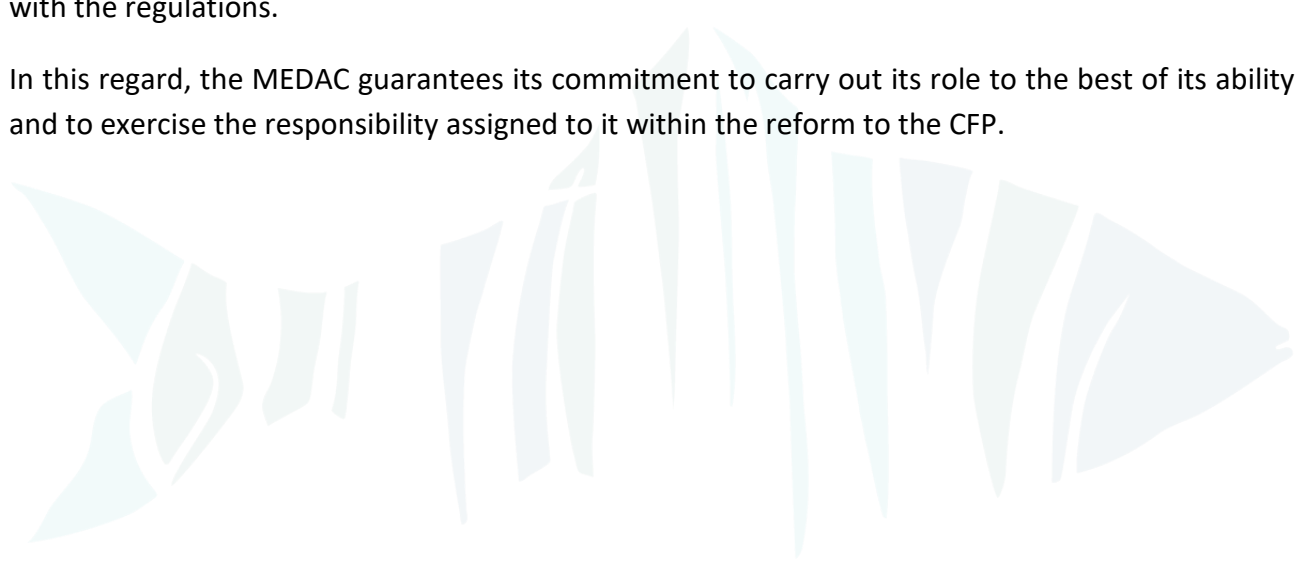 with the regulations.
In this regard, the MEDAC guarantees its commitment to carry out its role to the best of its ability
and to exercise the responsibility assigned to it within the reform to the CFP.